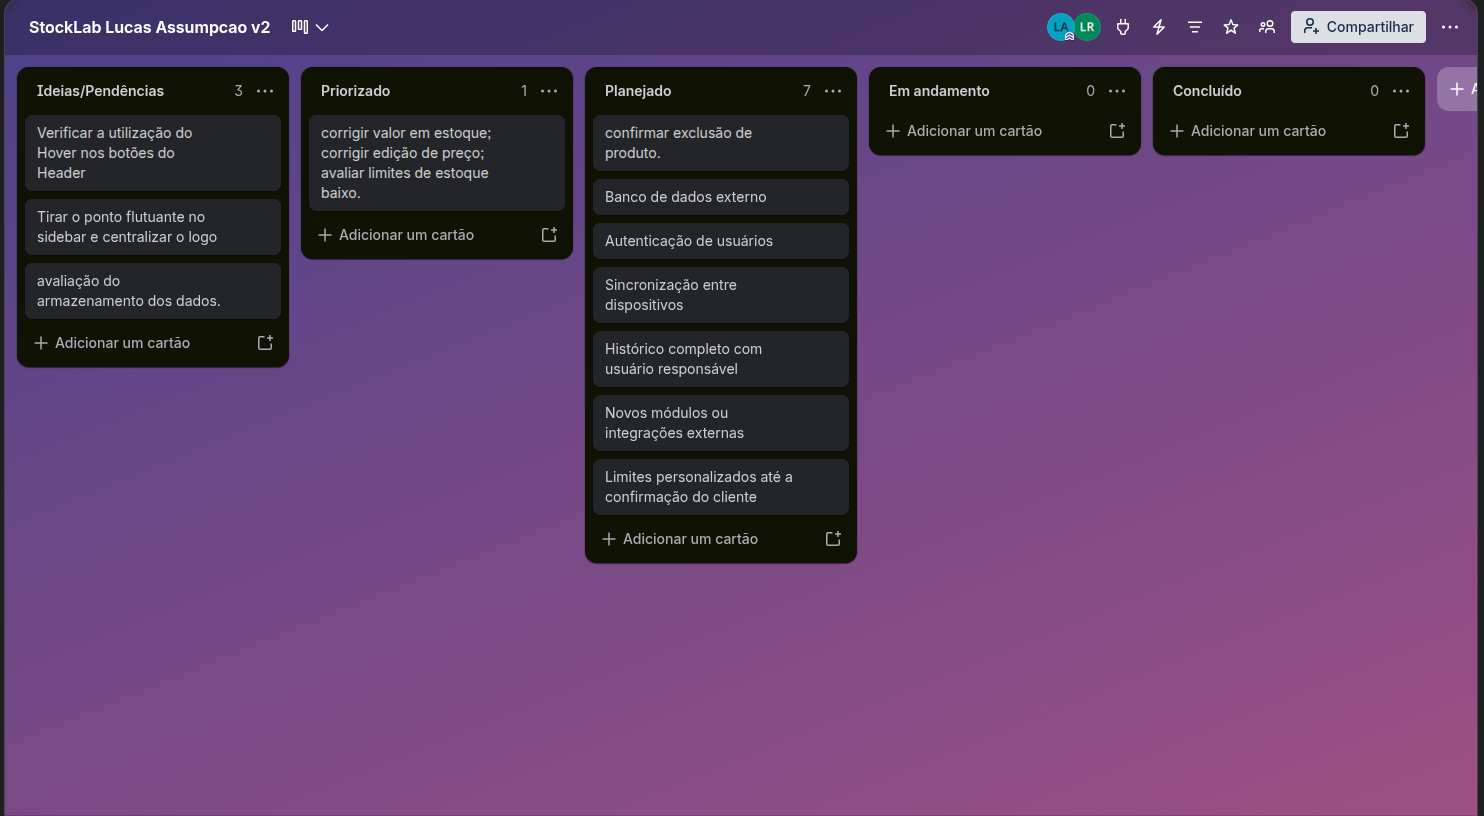 StockLab Lucas Assumpcao v2
LA
LR
Compartilhar
Ideias/Pendências 3
Verificar a utilização do
Hover nos botões do
Header
Tirar o ponto flutuante no
sidebar e centralizar o logo
avaliação do
armazenamento dos dados.
Adicionar um cartão
Priorizado 1
corrigir valor em estoque;
corrigir edição de preço;
avaliar limites de estoque
baixo.
Adicionar um cartão
Planejado 7
confirmar exclusão de
produto.
Banco de dados externo
Autenticação de usuários
Sincronização entre
dispositivos
Histórico completo com
usuário responsável
Novos módulos ou
integrações externas
Limites personalizados até a
confirmação do cliente
Adicionar um cartão
Em andamento 0
Adicionar um cartão
Concluído 0
Adicionar um cartão